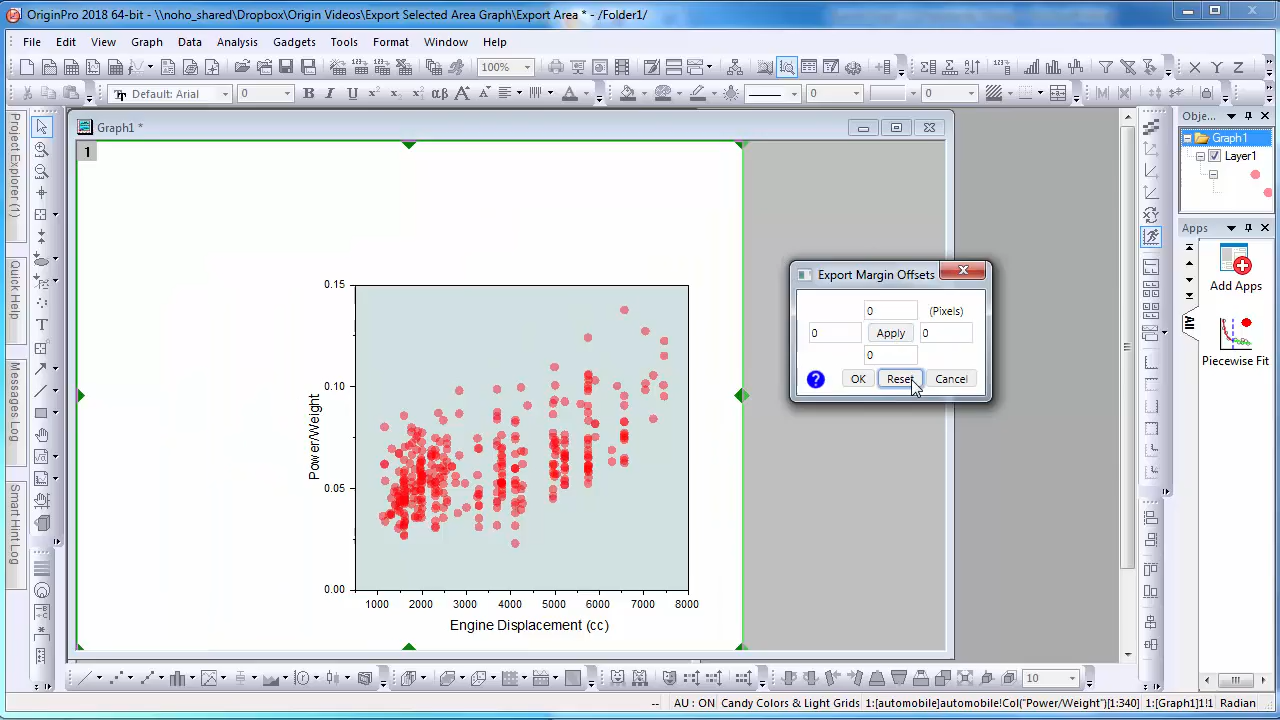 OriginPro 2018 64-bit - \\noho_shared\Dropbox\Origin Videos\Export Selected Area Graph\Export Area * - /Folder1/
File Edit View Graph Data Analysis Gadgets Tools Format Window Help
100%
Default: Arial 0 B I U αβ A A A 0 0
X Y Z
Project Explorer (1)
Quick Help
Messages Log
Smart Hint Log
Graph1 *
1
0.15
0.10
0.05
0.00
Power/Weight
1000 2000 3000 4000 5000 6000 7000 8000
Engine Displacement (cc)
Export Margin Offsets
0 (Pixels)
0 Apply 0
0
? OK Reset Cancel
Obje...
Graph1
Layer1
Apps
All
Add Apps
Piecewise Fit
10
-- AU : ON Candy Colors & Light Grids 1:[automobile]automobile!Col("Power/Weight")[1:340] 1:[Graph1]1!1 Radian